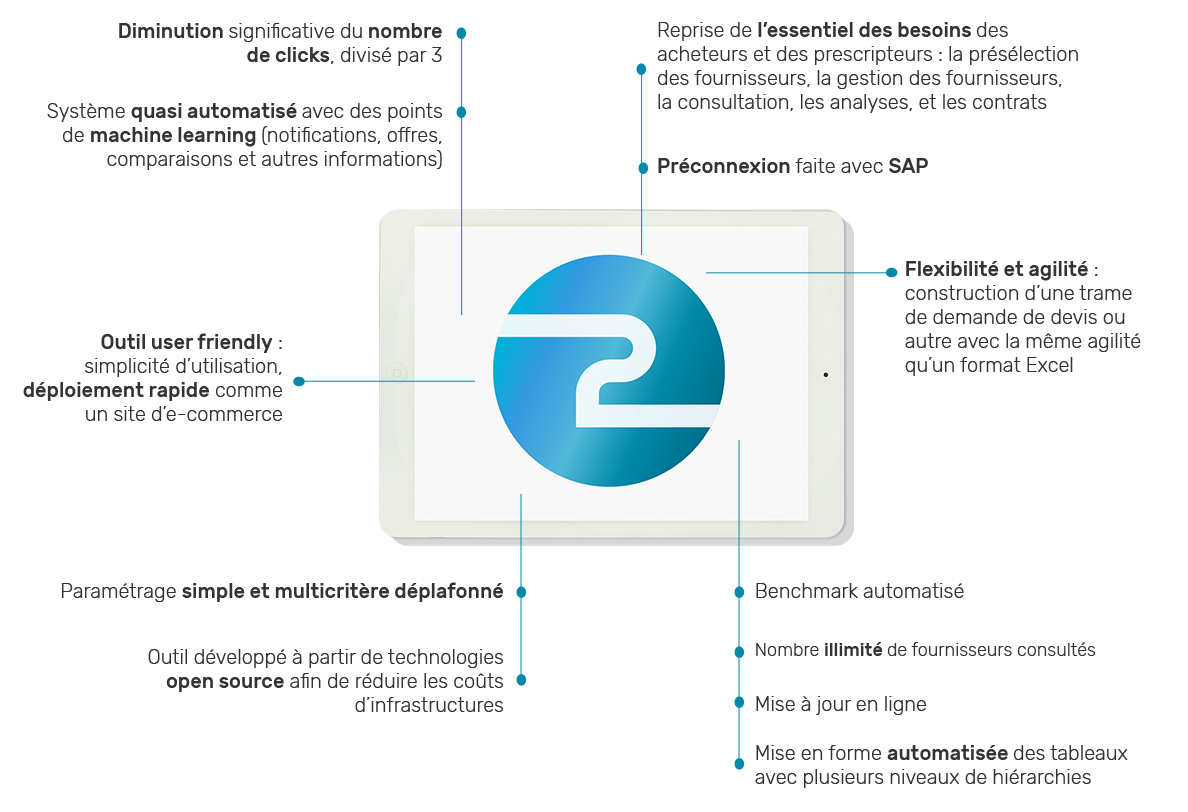 Diminution significative du nombre
de clicks, divisé par 3
Système quasi automatisé avec des points
de machine learning (notifications, offres,
comparaisons et autres informations)
Reprise de l'essentiel des besoins des
acheteurs et des prescripteurs : la présélection
des fournisseurs, la gestion des fournisseurs,
la consultation, les analyses, et les contrats
Préconnexion faite avec SAP
Flexibilité et agilité :
construction d'une trame
de demande de devis ou
autre avec la même agilité
qu'un format Excel
Outil user friendly :
simplicité d'utilisation,
déploiement rapide comme
un site d'e-commerce
2
Paramétrage simple et multicritère déplafonné
Outil développé à partir de technologies
open source afin de réduire les coûts
d'infrastructures
Benchmark automatisé
Nombre illimité de fournisseurs consultés
Mise à jour en ligne
Mise en forme automatisée des tableaux
avec plusieurs niveaux de hiérarchies